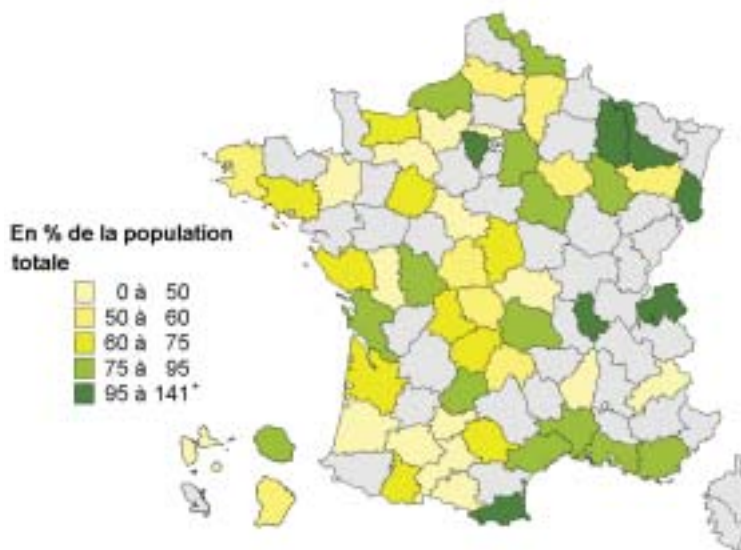 En % de la population
totale
0 à 50
50 à 60
60 à 75
75 à 95
95 à 141+